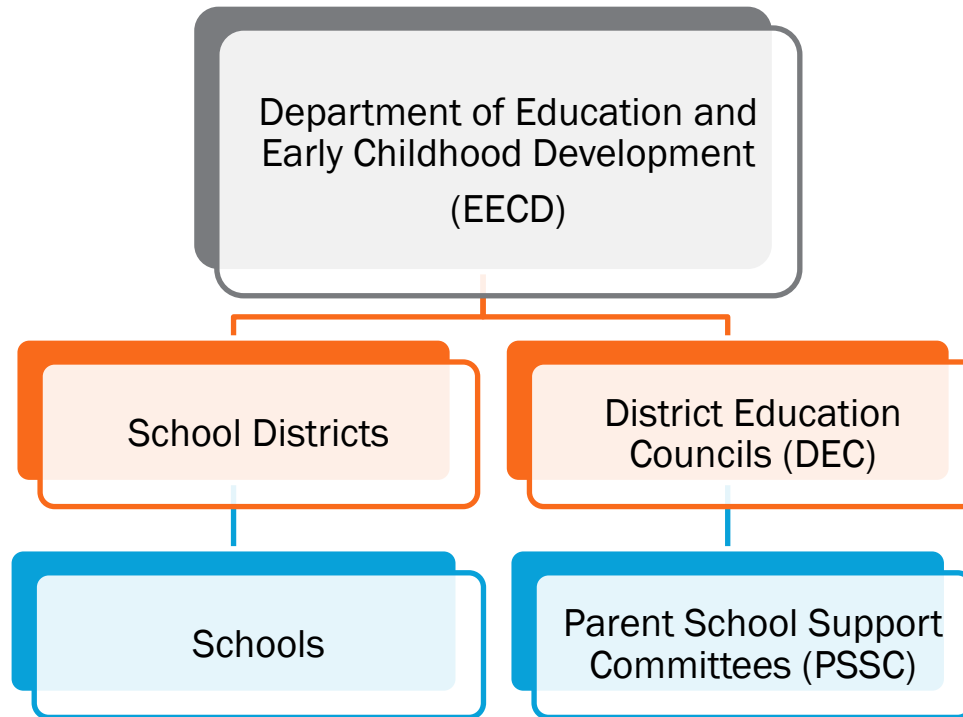 Department of Education and
Early Childhood Development
(EECD)
School Districts
District Education
Councils (DEC)
Schools
Parent School Support
Committees (PSSC)